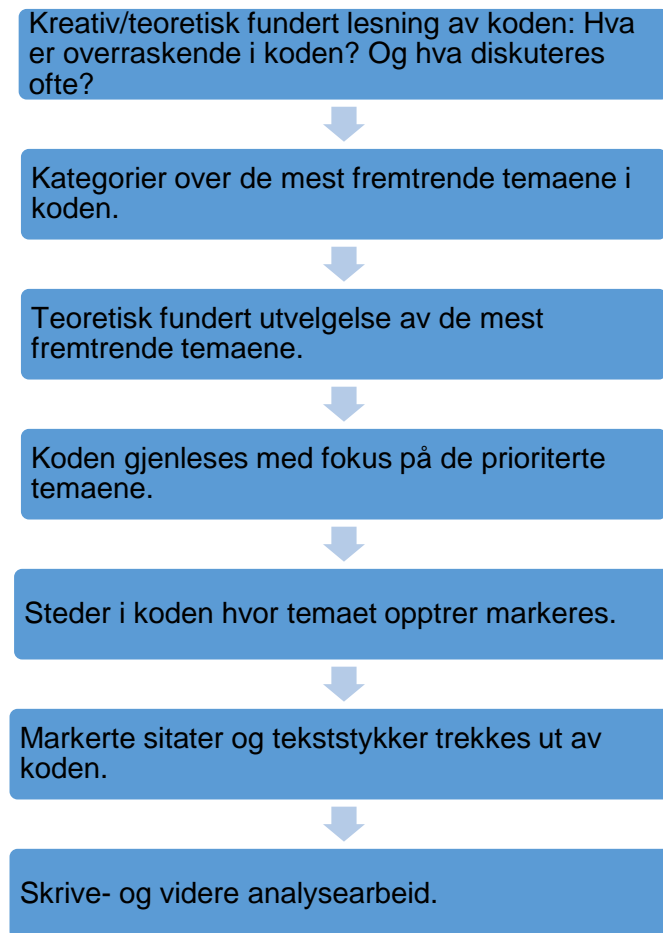 Kreativ/teoretisk fundert lesning av koden: Hva
er overraskende i koden? Og hva diskuteres
ofte?
Kategorier over de mest fremtrende temaene i
koden.
Teoretisk fundert utvelgelse av de mest
fremtrende temaene.
Koden gjenleses med fokus på de prioriterte
temaene.
Steder i koden hvor temaet opptrer markeres.
Markerte sitater og tekststykker trekkes ut av
koden.
Skrive- og videre analysearbeid.